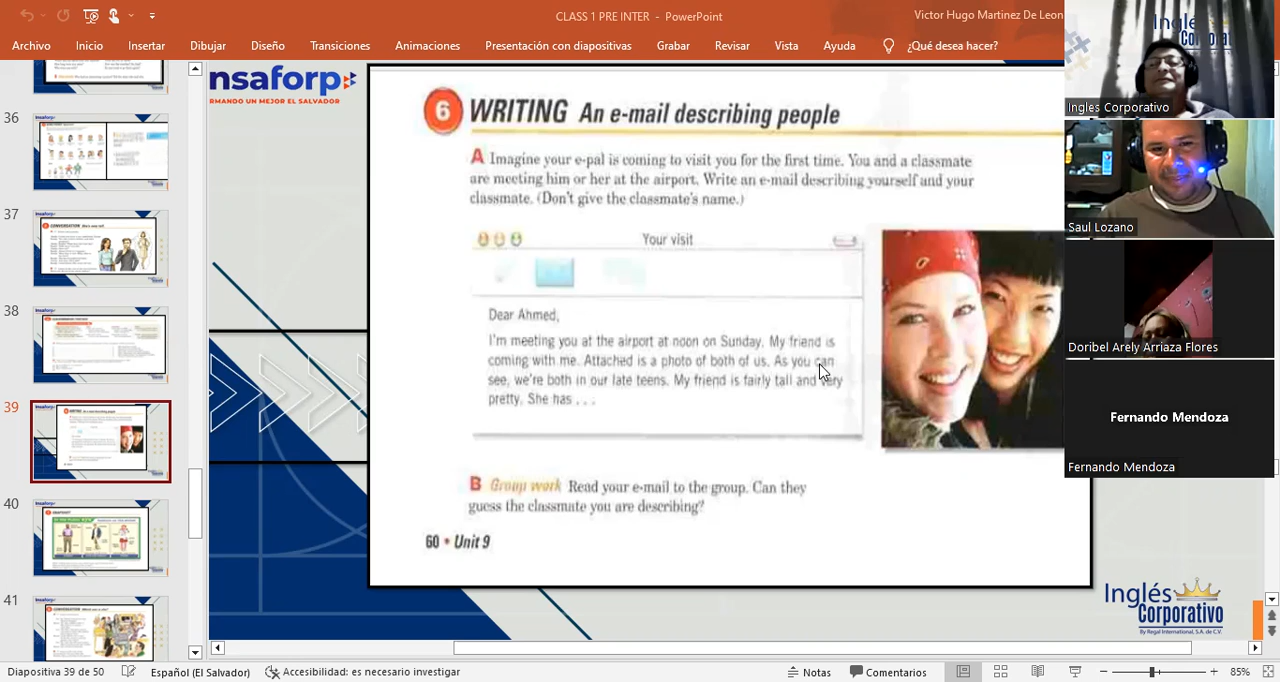 CLASS 1 PRE INTER - PowerPoint
Victor Hugo Martinez De Leon
Archivo Inicio Insertar Dibujar Diseño Transiciones Animaciones Presentación con diapositivas Grabar Revisar Vista Ayuda ¿Qué desea hacer?
nsaforp
RMANDO UN MEJOR EL SALVADOR
36
37
38
39
40
41
6 WRITING An e-mail describing people
A Imagine your e-pal is coming to visit you for the first time. You and a classmate
are meeting him or her at the airport. Write an e-mail describing yourself and your
classmate. (Don't give the classmate's name.)
Your visit
Dear Ahmed,
I'm meeting you at the airport at noon on Sunday. My friend is
coming with me. Attached is a photo of both of us. As you can
see, we're both in our late teens. My friend is fairly tall and very
pretty. She has . . .
B Group work Read your e-mail to the group. Can they
guess the classmate you are describing?
60 • Unit 9
Ingles Corporativo
Saul Lozano
Doribel Arely Arriaza Flores
Fernando Mendoza
Fernando Mendoza
Inglés
Corporativo
By Regal International, S.A. de C.V.
Diapositiva 39 de 50 Español (El Salvador) Accesibilidad: es necesario investigar Notas Comentarios 85%